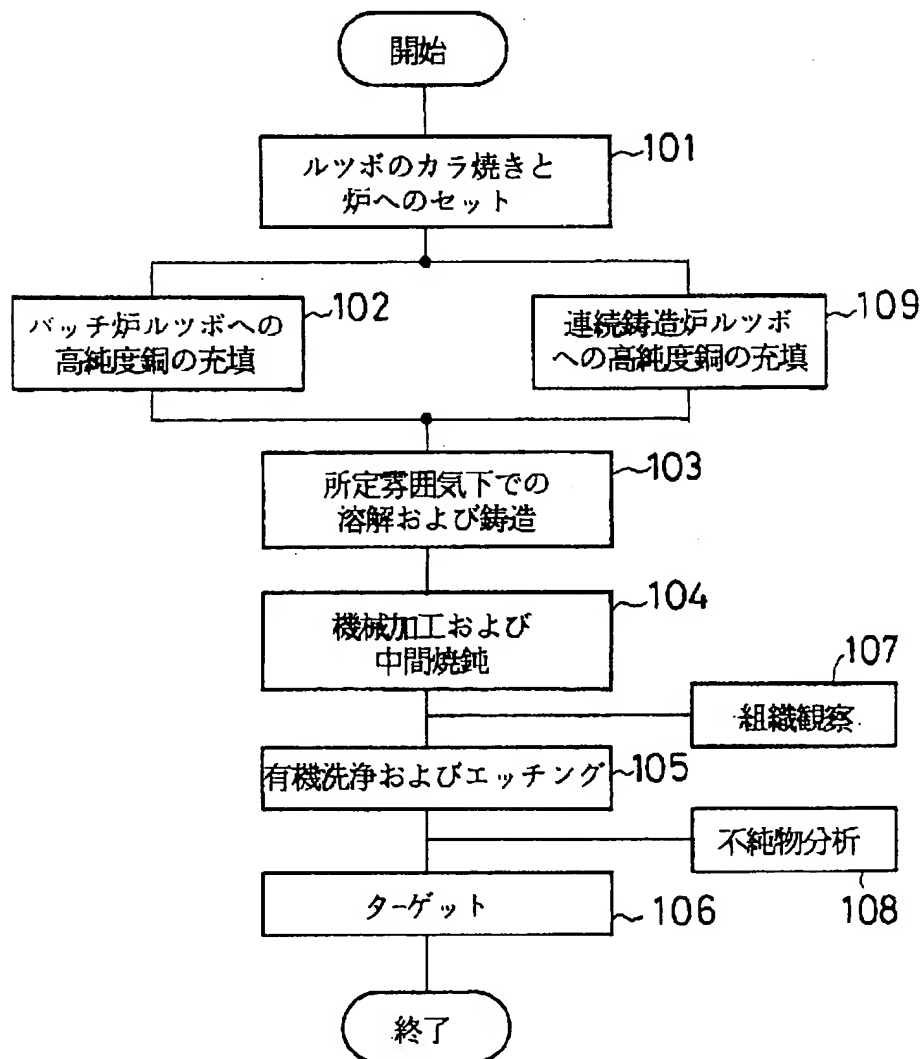 開始
ルツボのカラ焼きと
炉へのセット
101
バッチ炉ルツボへの
高純度銅の充填
102
連続鋳造炉ルツボ
への高純度銅の充填
109
所定雰囲気下での
溶解および鋳造
103
機械加工および
中間焼鈍
104
組織観察
107
有機洗浄およびエッチング
105
不純物分析
108
ターゲット
106
終了